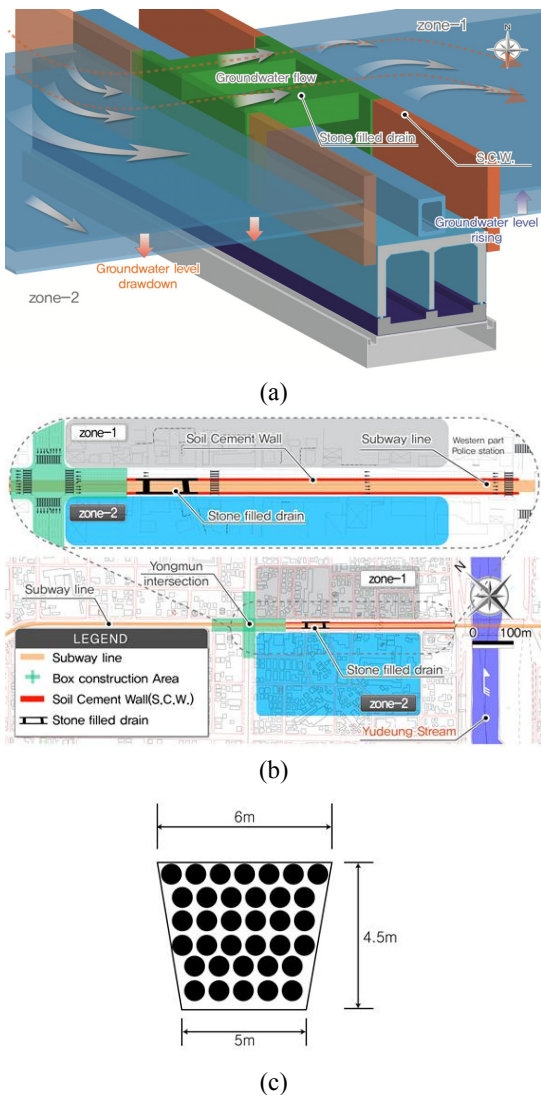 zone-1
N
Groundwater flow
Stone filled drain
S.C.W.
Groundwater level
rising
Groundwater level
drawdown
zone-2
(a)
zone-1
Soil Cement Wall
Subway line
Western part
Police station
zone-2
Stone filled drain
Yongmun
intersection
Subway line
zone-1
N
0 100m
LEGEND
Subway line
Box construction Area
Soil Cement Wall(S.C.W.)
Stone filled drain
Stone filled drain
zone-2
Yudeung Stream
(b)
6m
4.5m
5m
(c)